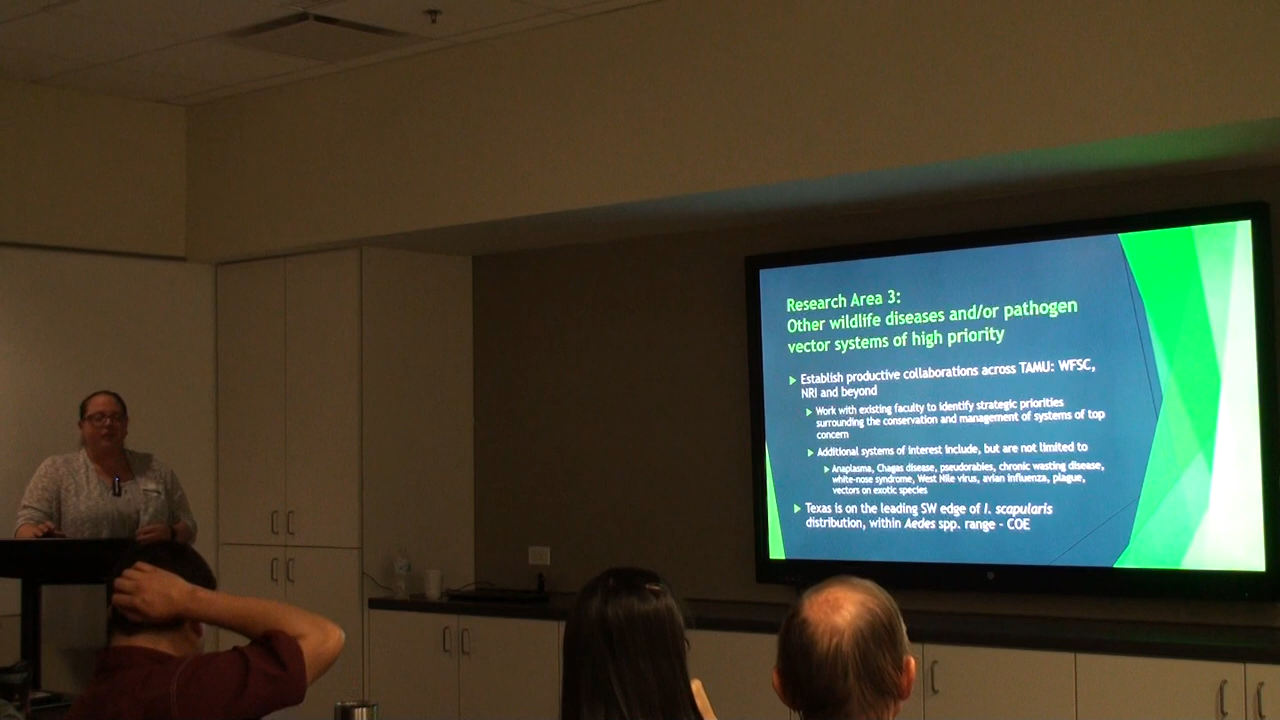 Research Area 3:
Other wildlife diseases and/or pathogen
vector systems of high priority
Establish productive collaborations across TAMU: WFSC,
NRI and beyond
Work with existing faculty to identify strategic priorities
surrounding the conservation and management of systems of top
concern
Additional systems of interest include, but are not limited to
Anaplasma, Chagas disease, pseudorabies, chronic wasting disease,
white-nose syndrome, West Nile virus, avian influenza, plague,
vectors on exotic species
Texas is on the leading SW edge of I. scapularis
distribution, within Aedes spp. range - COE